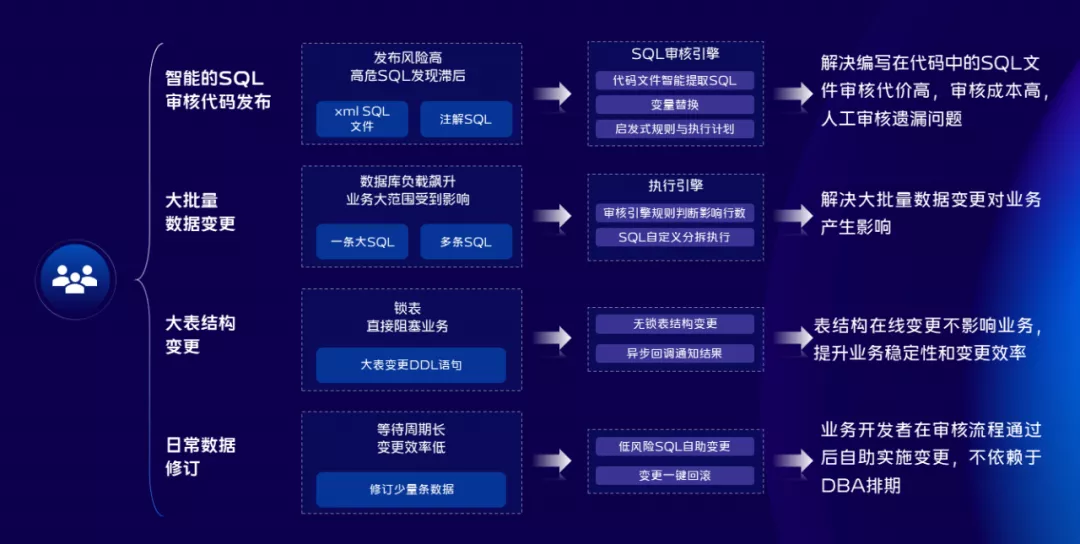 智能的SQL
审核代码发布
发布风险高
高危SQL发现滞后
xml SQL
文件
注解SQL
SQL审核引擎
代码文件智能提取SQL
变量替换
启发式规则与执行计划
解决编写在代码中的SQL文
件审核代价高，审核成本高，
人工审核遗漏问题
大批量
数据变更
数据库负载飙升
业务大范围受到影响
一条大SQL
多条SQL
执行引擎
审核引擎规则判断影响行数
SQL自定义分拆执行
解决大批量数据变更对业务
产生影响
大表结构
变更
锁表
直接阻塞业务
大表变更DDL语句
无锁表结构变更
异步回调通知结果
表结构在线变更不影响业务，
提升业务稳定性和变更效率
日常数据
修订
等待周期长
变更效率低
修订少量条数据
低风险SQL自助变更
变更一键回滚
业务开发者在审核流程通过
后自助实施变更，不依赖于
DBA排期